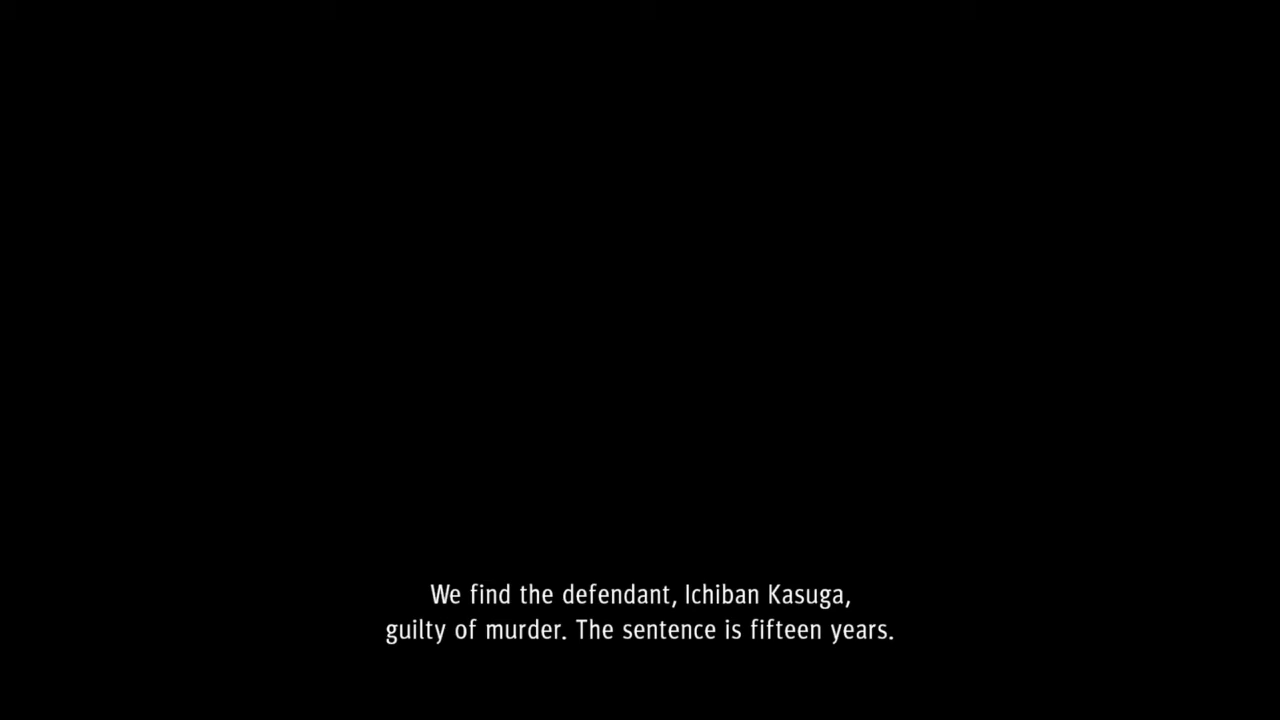 We find the defendant, Ichiban Kasuga,
guilty of murder. The sentence is fifteen years.